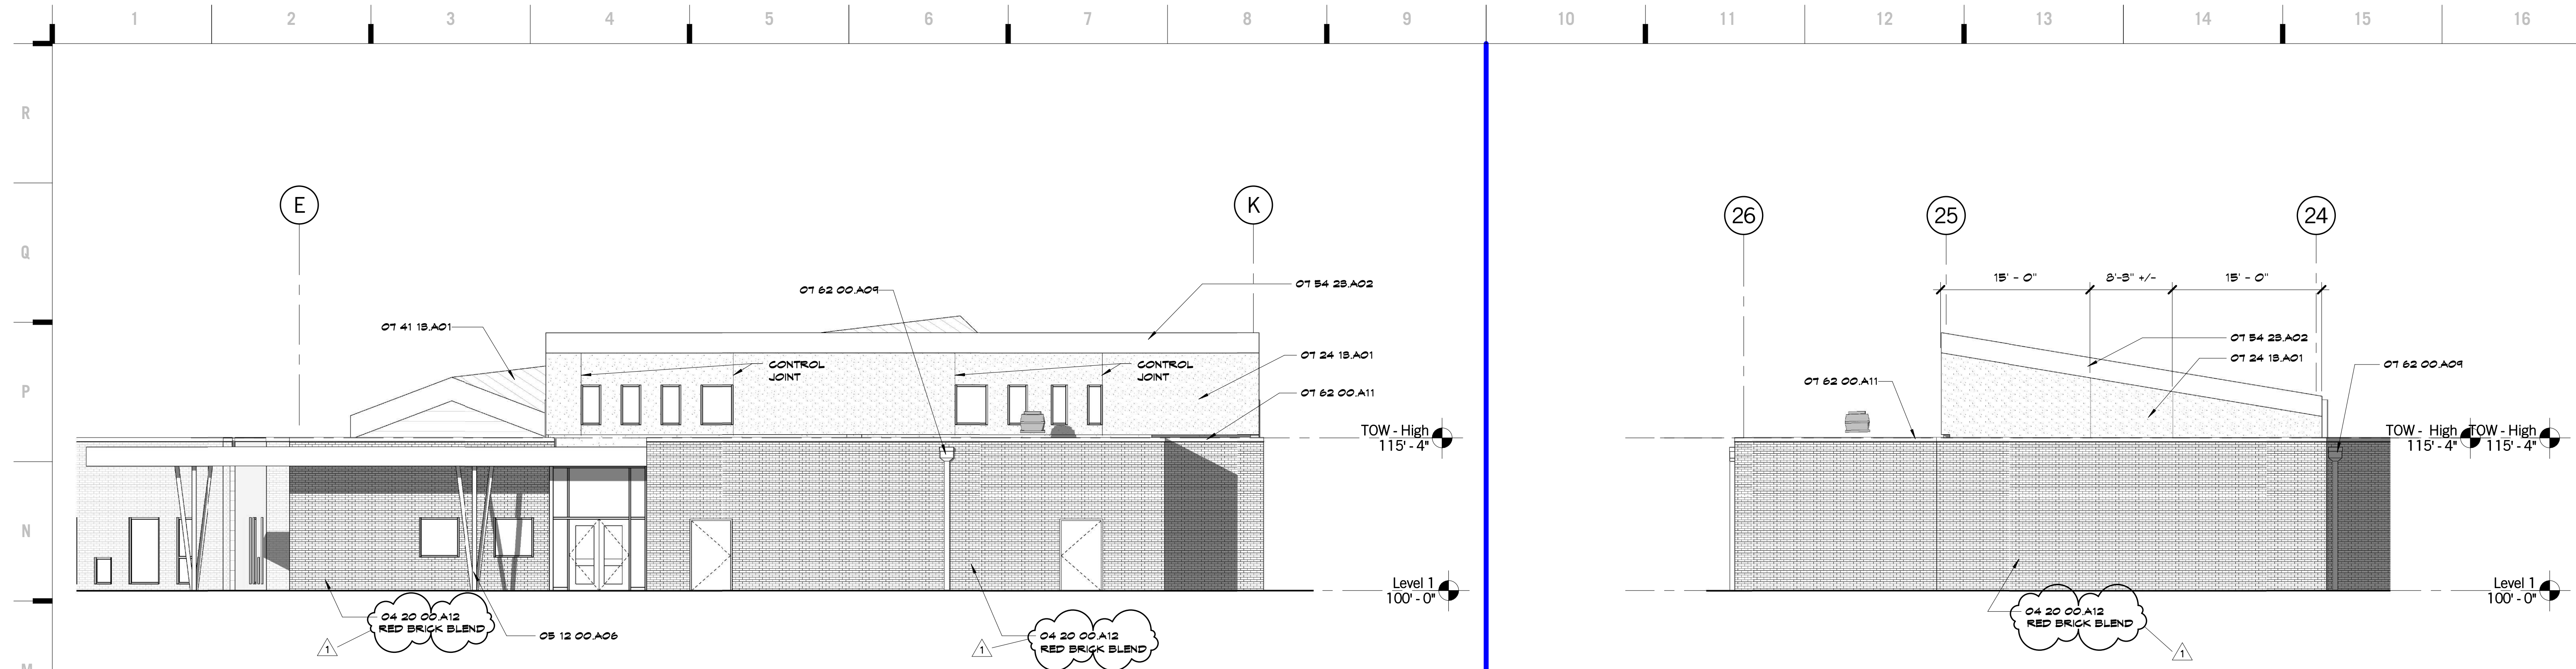 1 2 3 4 5 6 7 8 9 10 11 12 13 14 15 16
R
Q
P
N
M
E
K
07 62 00.A09
07 54 23.A02
07 41 13.A01
CONTROL
JOINT
CONTROL
JOINT
07 24 13.A01
07 62 00.A11
TOW - High
115' - 4"
Level 1
100' - 0"
04 20 00.A12
RED BRICK BLEND
1
05 12 00.A06
04 20 00.A12
RED BRICK BLEND
1
26
25
24
15' - 0"
8'-3" +/-
15' - 0"
07 54 23.A02
07 24 13.A01
07 62 00.A09
07 62 00.A11
TOW - High
115' - 4"
TOW - High
115' - 4"
Level 1
100' - 0"
04 20 00.A12
RED BRICK BLEND
1